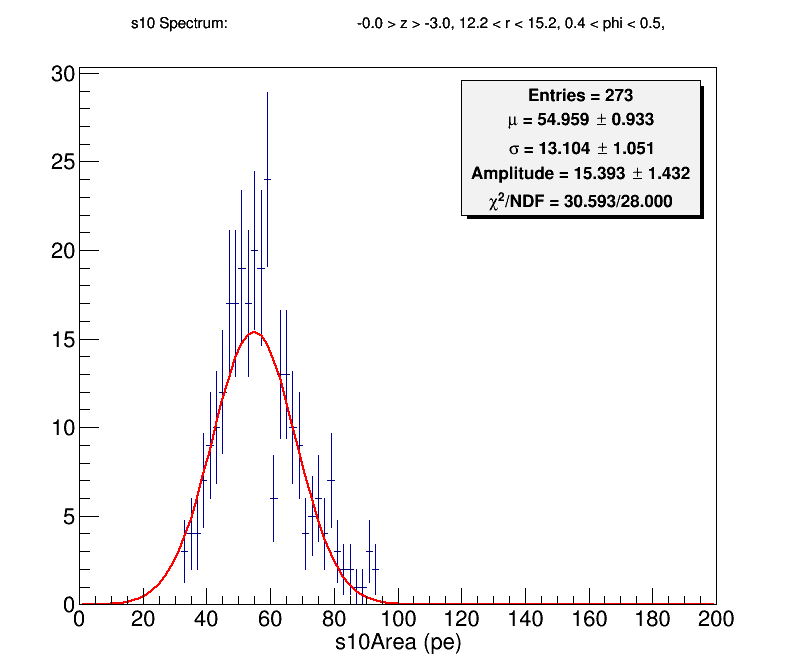 s10 Spectrum: -0.0 > z > -3.0, 12.2 < r < 15.2, 0.4 < phi < 0.5,
Entries = 273
μ = 54.959 ± 0.933
σ = 13.104 ± 1.051
Amplitude = 15.393 ± 1.432
χ²/NDF = 30.593/28.000
30
25
20
15
10
5
0
0 20 40 60 80 100 120 140 160 180 200
s10Area (pe)